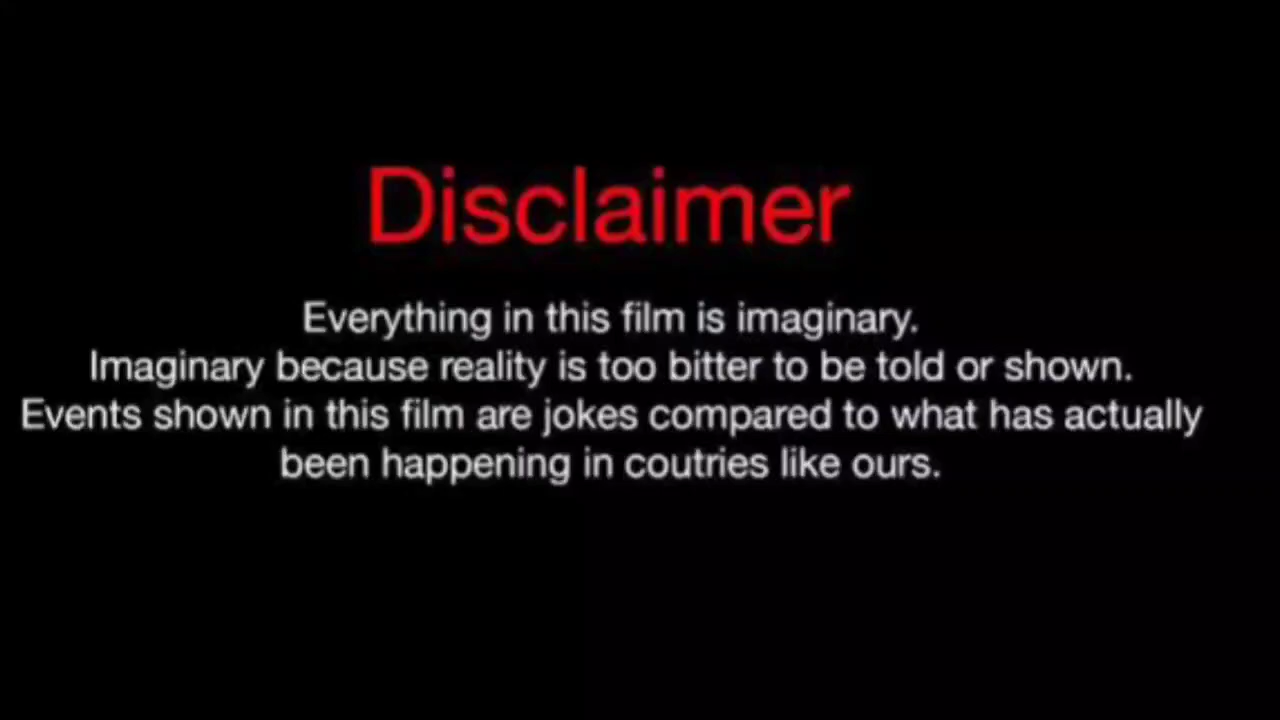 Disclaimer
Everything in this film is imaginary.
Imaginary because reality is too bitter to be told or shown.
Events shown in this film are jokes compared to what has actually
been happening in coutries like ours.